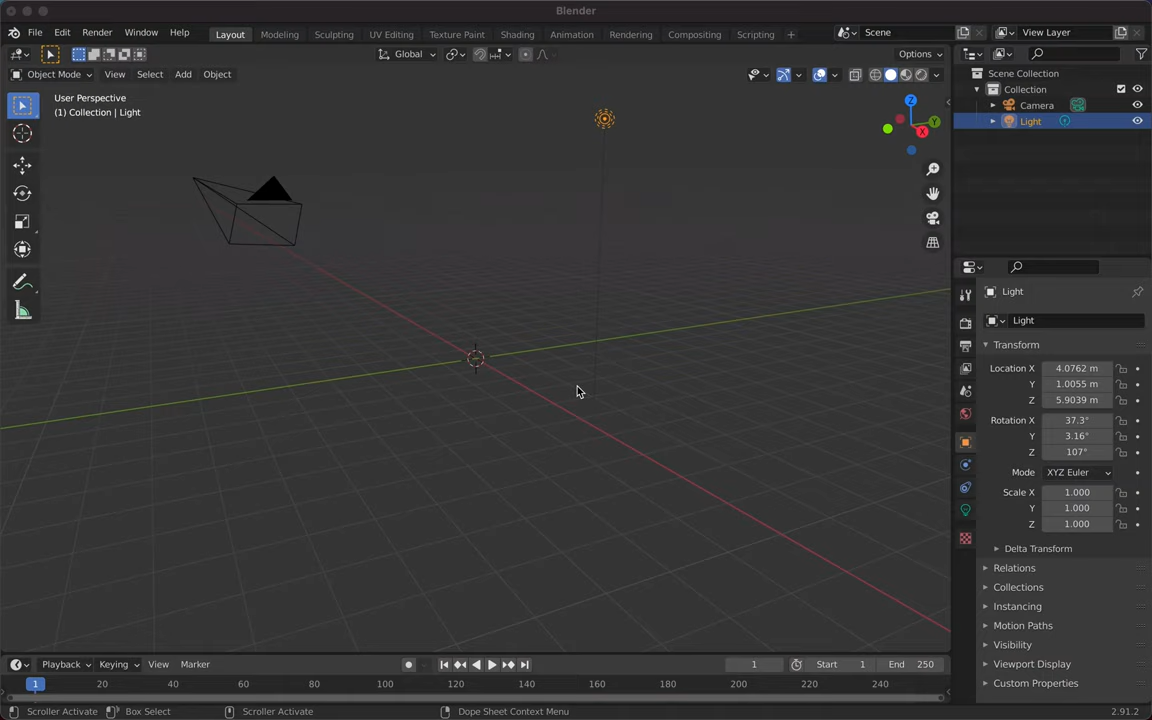 Blender
File Edit Render Window Help Layout Modeling Sculpting UV Editing Texture Paint Shading Animation Rendering Compositing Scripting + Scene View Layer
Global Options
Object Mode View Select Add Object
User Perspective
(1) Collection | Light
Z
Y
X
Scene Collection
Collection
Camera
Light
Light
Light
Transform
Location X 4.0762 m
Y 1.0055 m
Z 5.9039 m
Rotation X 37.3°
Y 3.16°
Z 107°
Mode XYZ Euler
Scale X 1.000
Y 1.000
Z 1.000
Delta Transform
Relations
Collections
Instancing
Motion Paths
Visibility
Viewport Display
Custom Properties
Playback Keying View Marker 1 Start 1 End 250
1 20 40 60 80 100 120 140 160 180 200 220 240
Scroller Activate Box Select Scroller Activate Dope Sheet Context Menu 2.91.2